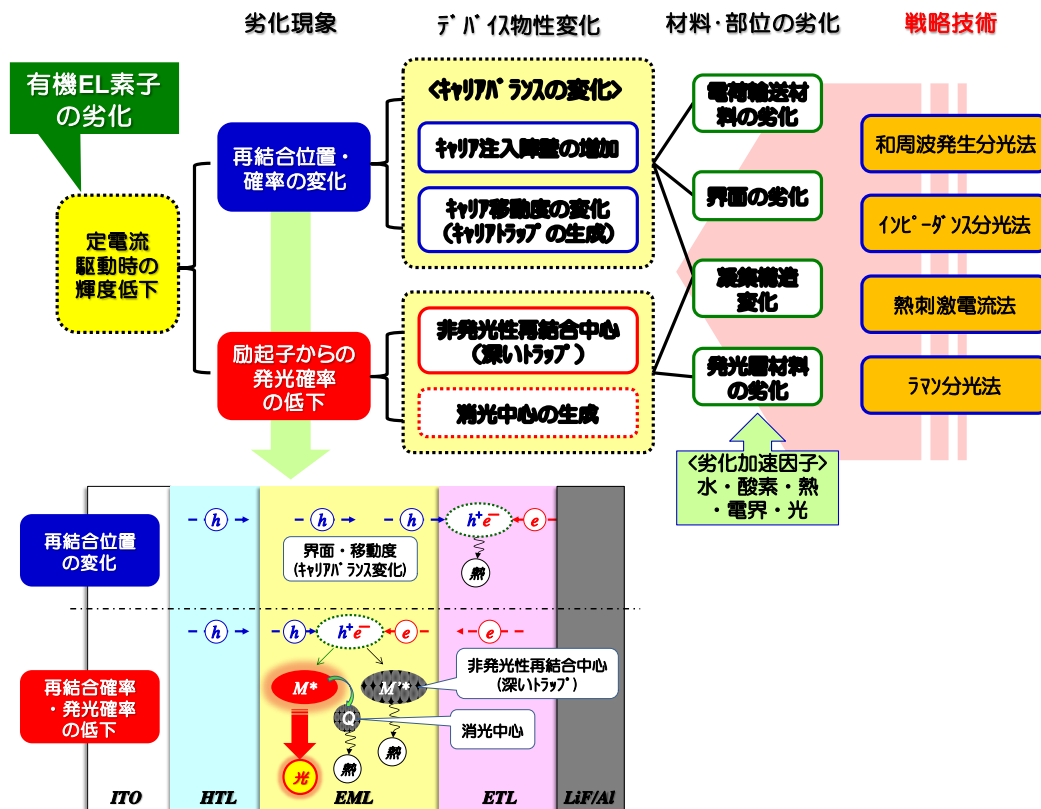 劣化現象
ﾃﾞﾊﾞｲｽ物性変化
材料・部位の劣化
戦略技術
有機EL素子
の劣化
定電流
駆動時の
輝度低下
再結合位置・
確率の変化
励起子からの
発光確率
の低下
<ｷｬﾘｱﾊﾞﾗﾝｽの変化>
ｷｬﾘｱ注入障壁の増加
ｷｬﾘｱ移動度の変化
(ｷｬﾘｱﾄﾗｯﾌﾟの生成)
非発光性再結合中心
(深いﾄﾗｯﾌﾟ)
消光中心の生成
電荷輸送材
料の劣化
界面の劣化
凝集構造
変化
発光層材料
の劣化
<劣化加速因子>
水・酸素・熱
・電界・光
和周波発生分光法
ｲﾝﾋﾟｰﾀﾞﾝｽ分光法
熱刺激電流法
ﾗﾏﾝ分光法
再結合位置
の変化
h
h
h
h⁺e⁻
e
界面・移動度
(ｷｬﾘｱﾊﾞﾗﾝｽ変化)
熱
再結合確率
・発光確率
の低下
h
h
h⁺e⁻
e
e
M*
M'*
Q
非発光性再結合中心
(深いﾄﾗｯﾌﾟ)
消光中心
光
熱
熱
ITO
HTL
EML
ETL
LiF/Al